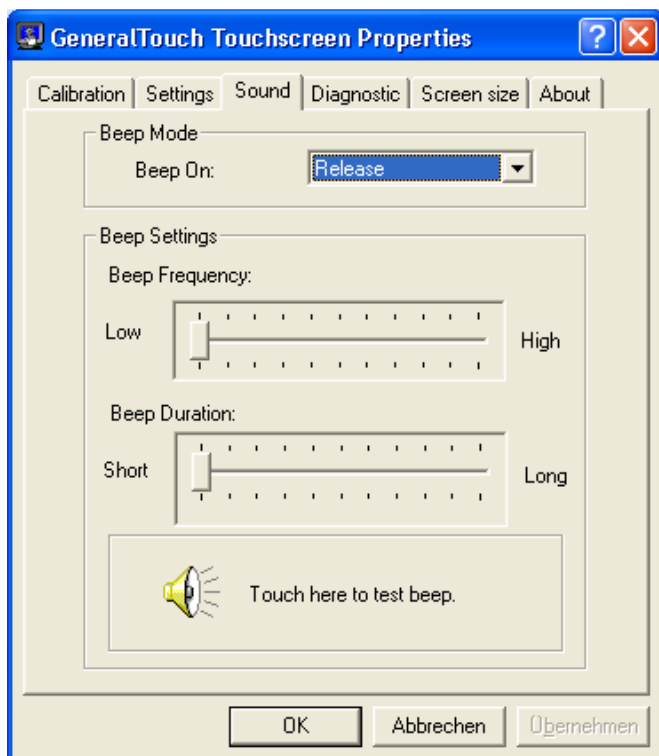 GeneralTouch Touchscreen Properties
Calibration Settings Sound Diagnostic Screen size About
Beep Mode
Beep On: Release
Beep Settings
Beep Frequency:
Low High
Beep Duration:
Short Long
Touch here to test beep.
OK Abbrechen Übernehmen